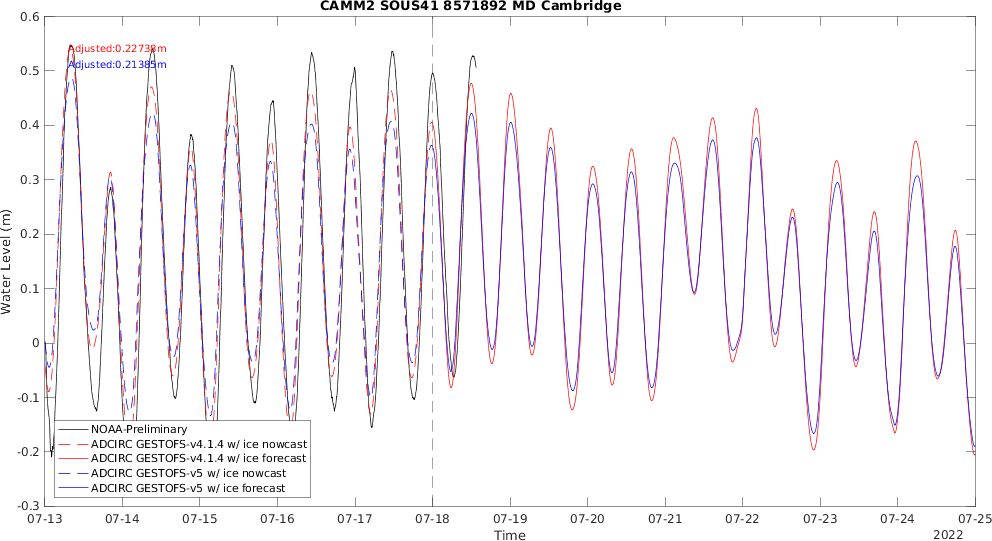 CAMM2 SOUS41 8571892 MD Cambridge
Adjusted:0.22738m
Adjusted:0.21385m
Water Level (m)
0.6
0.5
0.4
0.3
0.2
0.1
0
-0.1
-0.2
-0.3
NOAA-Preliminary
ADCIRC GESTOFS-v4.1.4 w/ ice nowcast
ADCIRC GESTOFS-v4.1.4 w/ ice forecast
ADCIRC GESTOFS-v5 w/ ice nowcast
ADCIRC GESTOFS-v5 w/ ice forecast
07-13 07-14 07-15 07-16 07-17 07-18 07-19 07-20 07-21 07-22 07-23 07-24 07-25
Time
2022